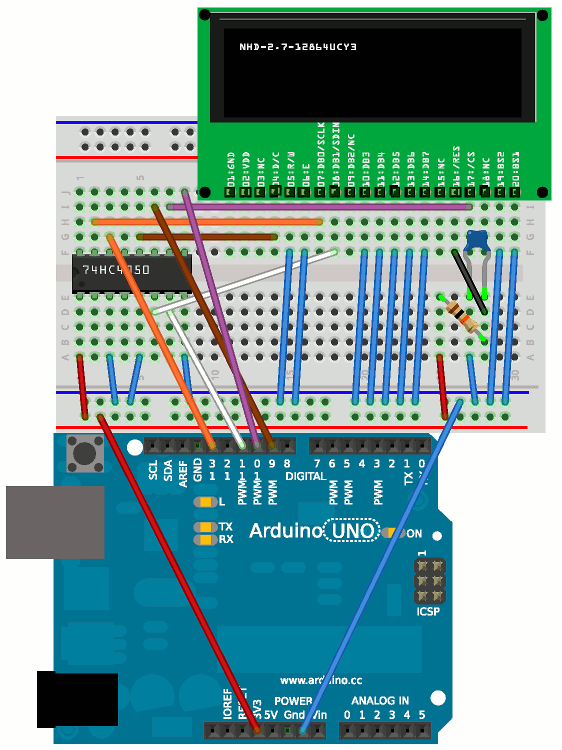 NHD-2.7-12864UCY3
01:GND
02:VDD
03:NC
04:D/C
05:R/W
06:E
07:DB0/SCLK
08:DB1/SDIN
09:DB2/NC
10:DB3
11:DB4
12:DB5
13:DB6
14:DB7
15:NC
16:/RES
17:/CS
18:NC
19:BS2
20:BS1
1 5
J
I
H
G
F
74HC4050
E
D
C
B
A
5 15 30
SCL
SDA
AREF
GND
13
12
11
10
9
8
7
6
5
4
3
2
1
0
PWM PWM PWM
DIGITAL
PWM PWM PWM
TX
L
TX
RX
Arduino UNO
ON
1
ICSP
www.arduino.cc
POWER
ANALOG IN
IOREF
RESET
3V3
5V Gnd Vin
0 1 2 3 4 5